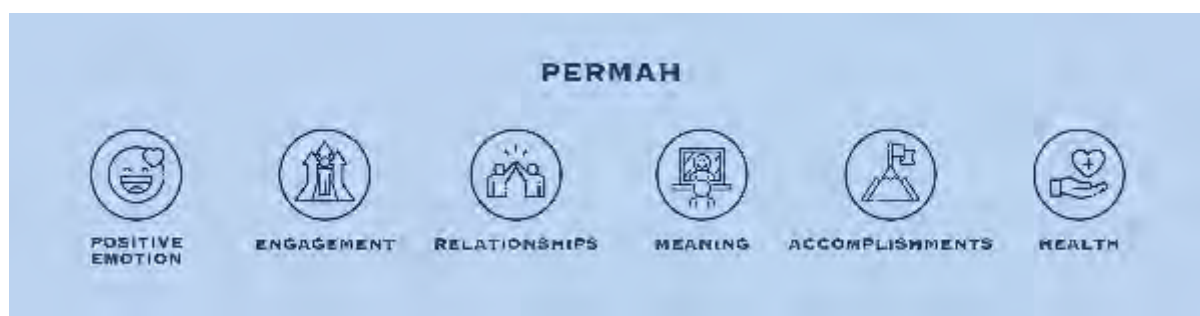 PERMAH
POSITIVE
EMOTION
ENGAGEMENT
RELATIONSHIPS
MEANING
ACCOMPLISHMENTS
HEALTH